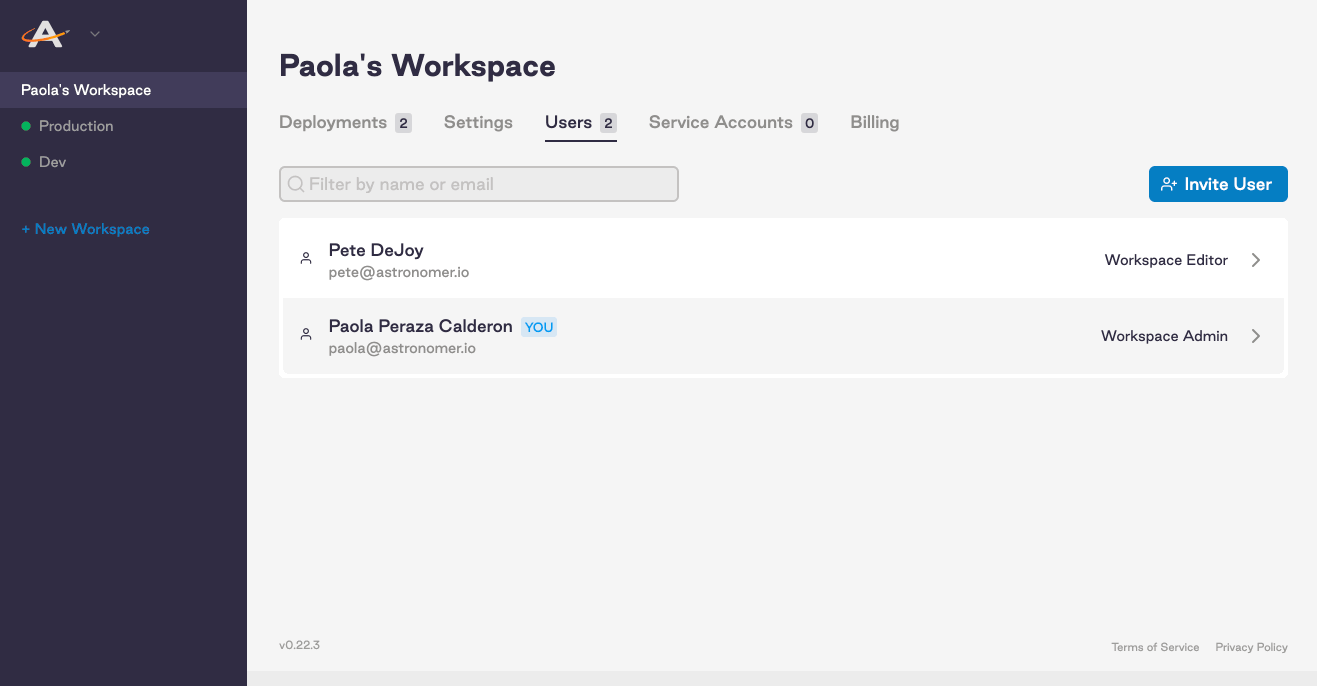 Paola's Workspace
Production
Dev
+ New Workspace
Paola's Workspace
Deployments 2 Settings Users 2 Service Accounts 0 Billing
Filter by name or email
Invite User
Pete DeJoy
pete@astronomer.io
Workspace Editor
Paola Peraza Calderon YOU
paola@astronomer.io
Workspace Admin
v0.22.3
Terms of Service Privacy Policy